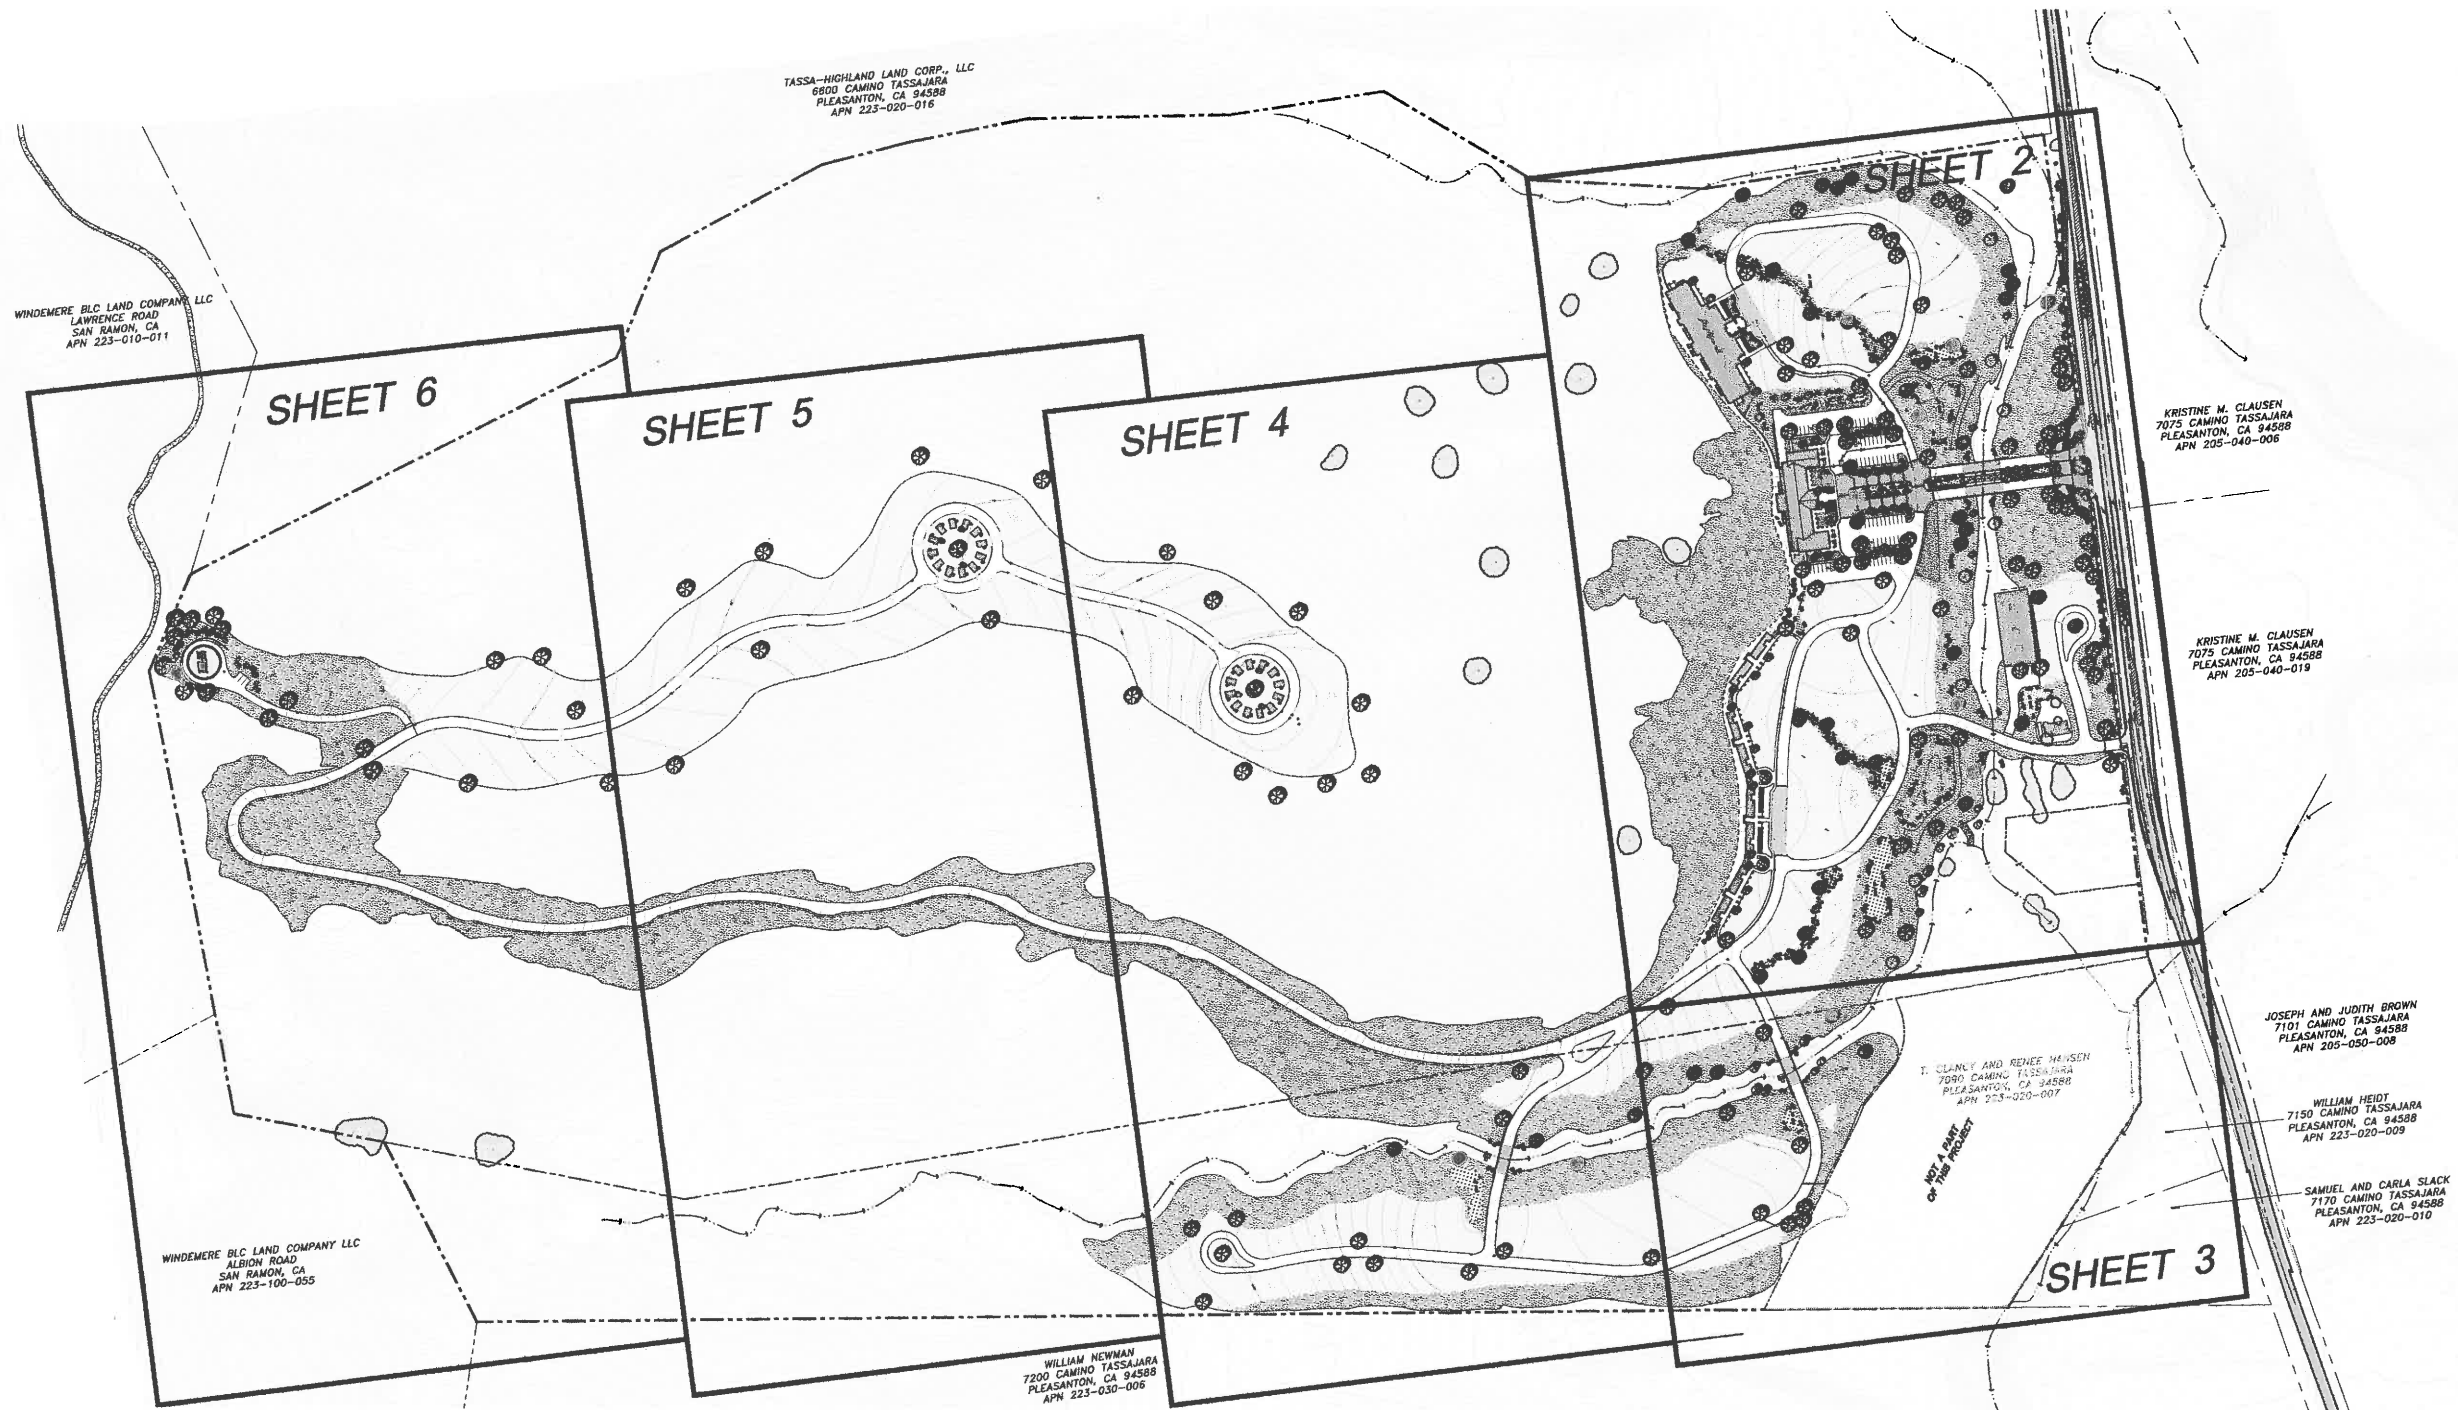 TASSA-HIGHLAND LAND CORP., LLC
6800 CAMINO TASSAJARA
PLEASANTON, CA 94588
APN 223-020-016
SHEET 2
WINDEMERE BLC LAND COMPANY LLC
LAWRENCE ROAD
SAN RAMON, CA
APN 223-010-011
SHEET 6
SHEET 5
SHEET 4
KRISTINE M. CLAUSEN
7075 CAMINO TASSAJARA
PLEASANTON, CA 94588
APN 205-040-006
KRISTINE M. CLAUSEN
7075 CAMINO TASSAJARA
PLEASANTON, CA 94588
APN 205-040-019
JOSEPH AND JUDITH BROWN
7101 CAMINO TASSAJARA
PLEASANTON, CA 94588
APN 205-050-008
T. CLANCY AND RENEE HANSEN
7090 CAMINO TASSAJARA
PLEASANTON, CA 94588
APN 223-020-007
NOT A PART
OF THIS PROJECT
WILLIAM HEIDT
7150 CAMINO TASSAJARA
PLEASANTON, CA 94588
APN 223-020-009
SAMUEL AND CARLA SLACK
7170 CAMINO TASSAJARA
PLEASANTON, CA 94588
APN 223-020-010
SHEET 3
WINDEMERE BLC LAND COMPANY LLC
ALBION ROAD
SAN RAMON, CA
APN 223-100-055
WILLIAM NEWMAN
7200 CAMINO TASSAJARA
PLEASANTON, CA 94588
APN 223-030-006